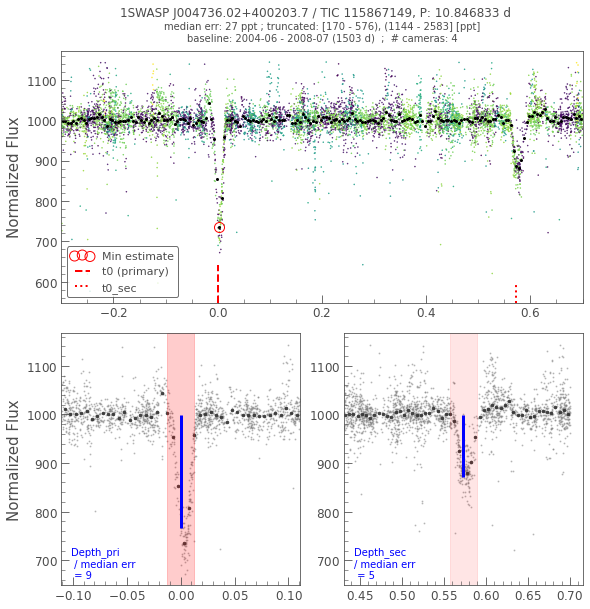 1SWASP J004736.02+400203.7 / TIC 115867149, P: 10.846833 d
median err: 27 ppt ; truncated: [170 - 576), (1144 - 2583] [ppt]
baseline: 2004-06 - 2008-07 (1503 d)  ;  # cameras: 4
Normalized Flux
1100
1000
900
800
700
600
Min estimate
t0 (primary)
t0_sec
−0.2
0.0
0.2
0.4
0.6
Normalized Flux
1100
1000
900
800
700
Depth_pri
/ median err
= 9
−0.10
−0.05
0.00
0.05
0.10
1100
1000
900
800
700
Depth_sec
/ median err
= 5
0.45
0.50
0.55
0.60
0.65
0.70